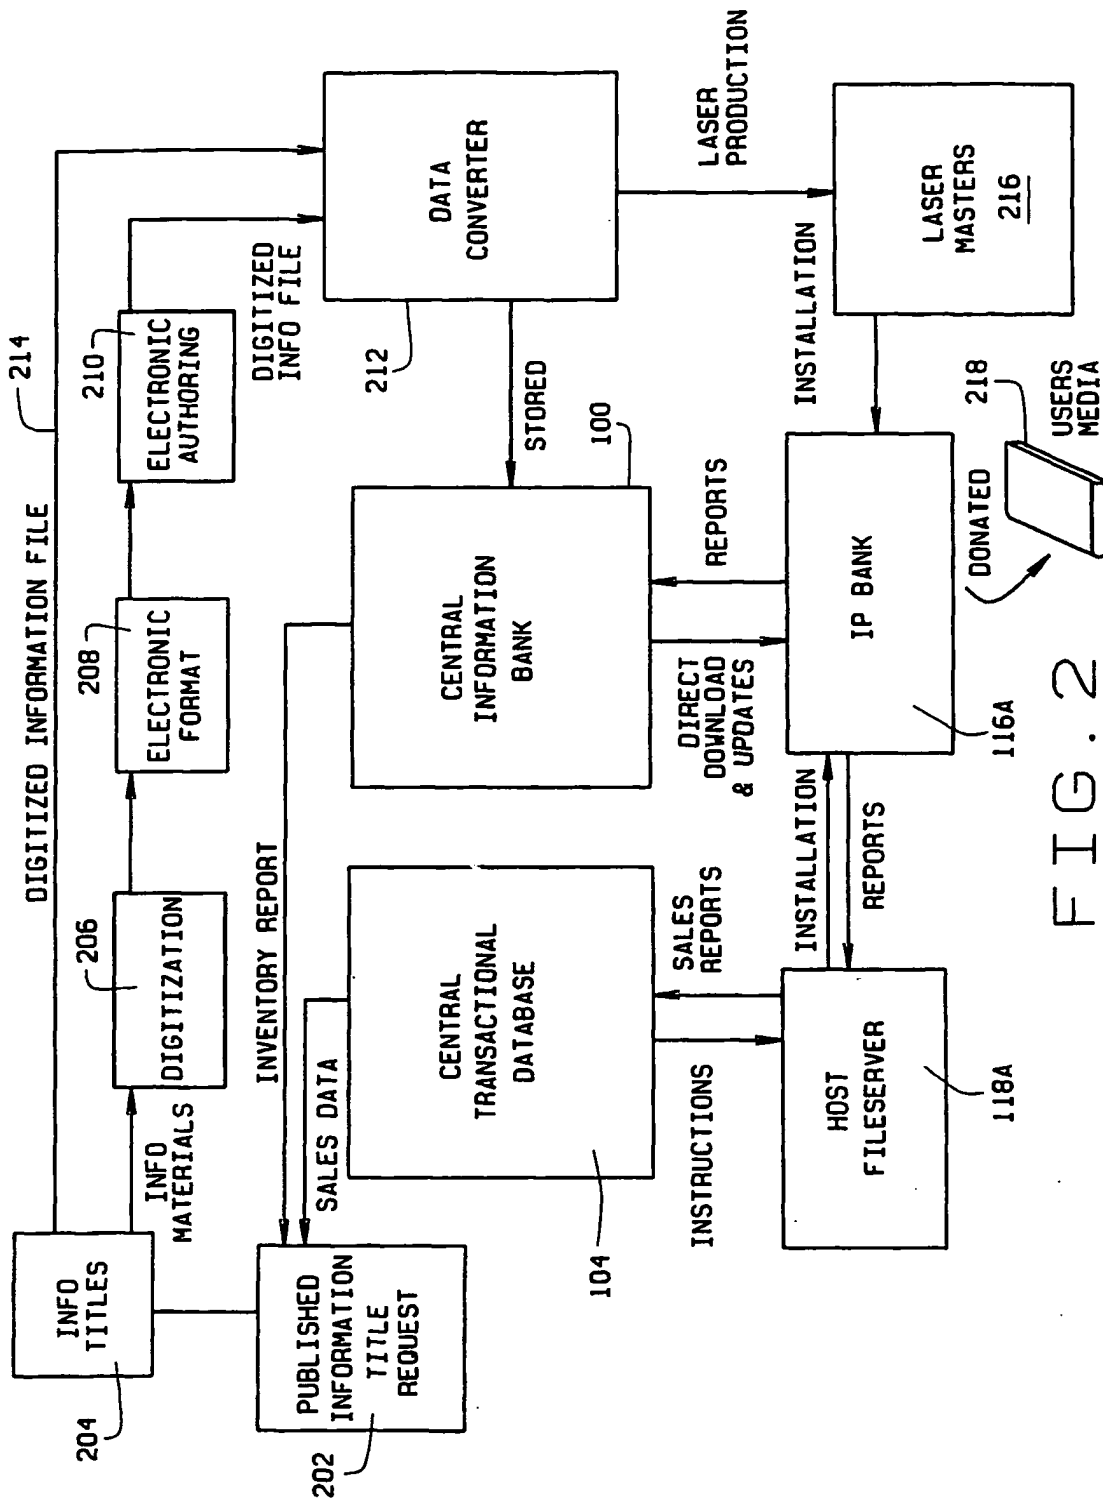 DIGITIZED INFORMATION FILE
214
204
INFO
TITLES
INFO
MATERIALS
206
DIGITIZATION
208
ELECTRONIC
FORMAT
210
ELECTRONIC
AUTHORING
DIGITIZED
INFO FILE
202
PUBLISHED
INFORMATION
TITLE
REQUEST
INVENTORY REPORT
SALES DATA
CENTRAL
TRANSACTIONAL
DATABASE
104
CENTRAL
INFORMATION
BANK
100
STORED
DATA
CONVERTER
212
INSTRUCTIONS
SALES
REPORTS
DIRECT
DOWNLOAD
& UPDATES
REPORTS
LASER
PRODUCTION
HOST
FILESERVER
118A
INSTALLATION
REPORTS
IP BANK
116A
INSTALLATION
LASER
MASTERS
216
DONATED
218
USERS
MEDIA
FIG. 2